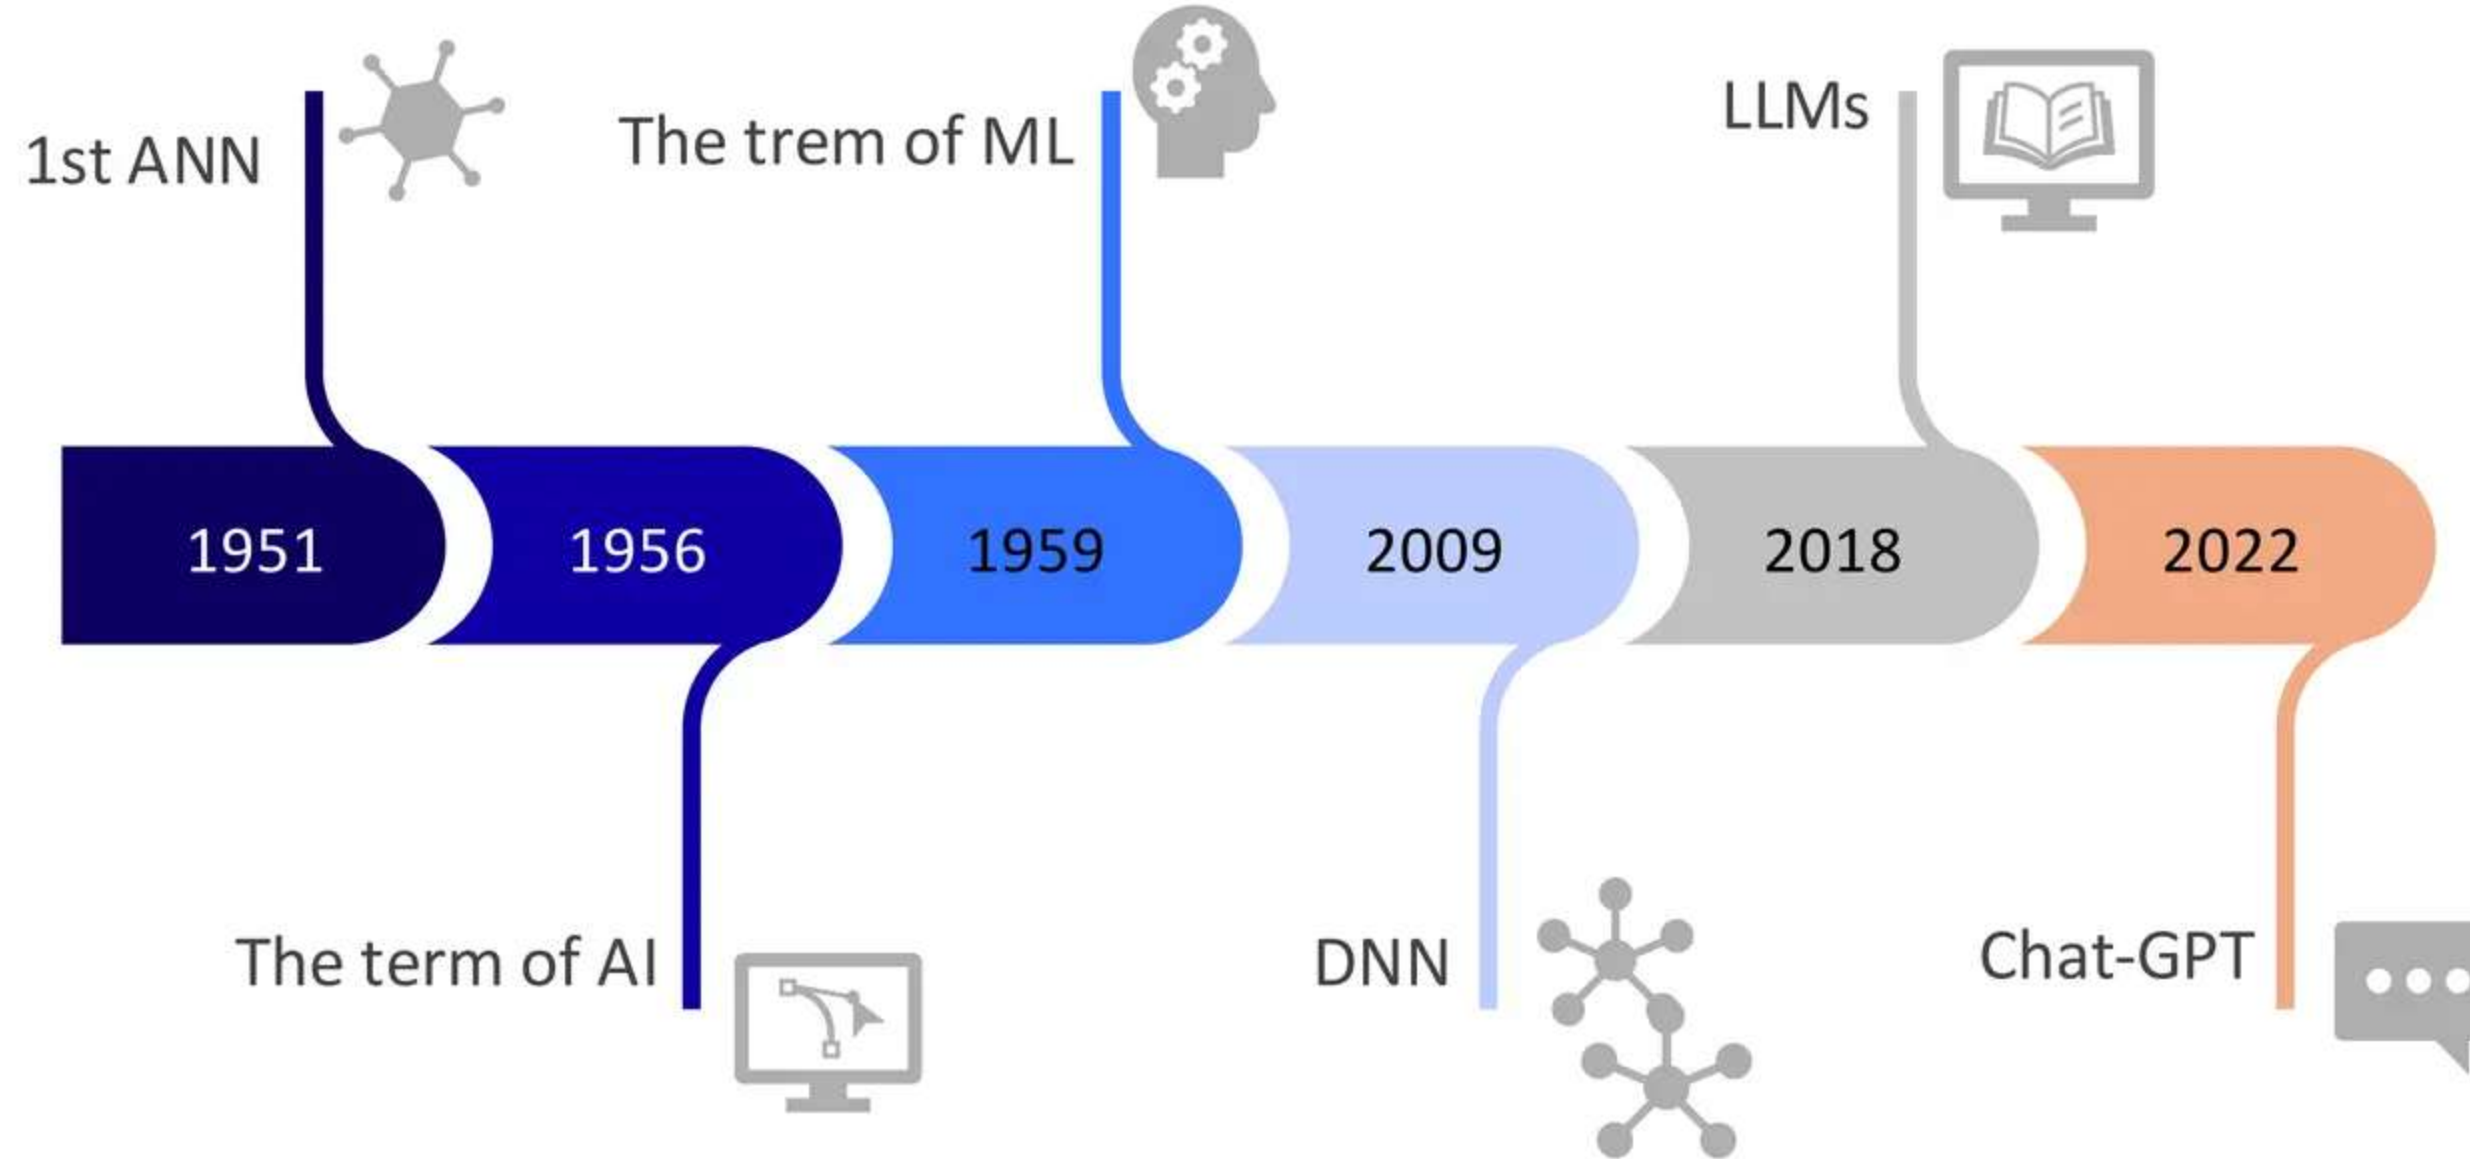 1st ANN
The trem of ML
LLMs
1951
1956
1959
2009
2018
2022
The term of AI
DNN
Chat-GPT